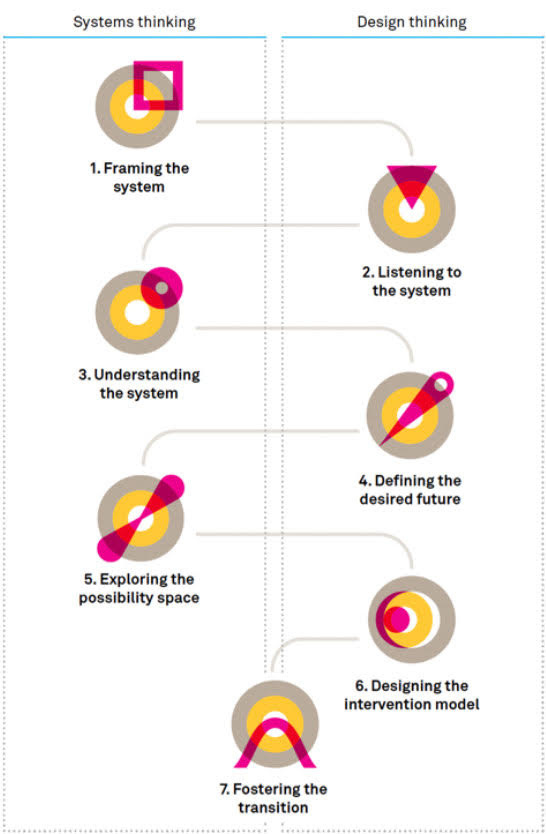 Systems thinking
Design thinking
1. Framing the
system
2. Listening to
the system
3. Understanding
the system
4. Defining the
desired future
5. Exploring the
possibility space
6. Designing the
intervention model
7. Fostering the
transition